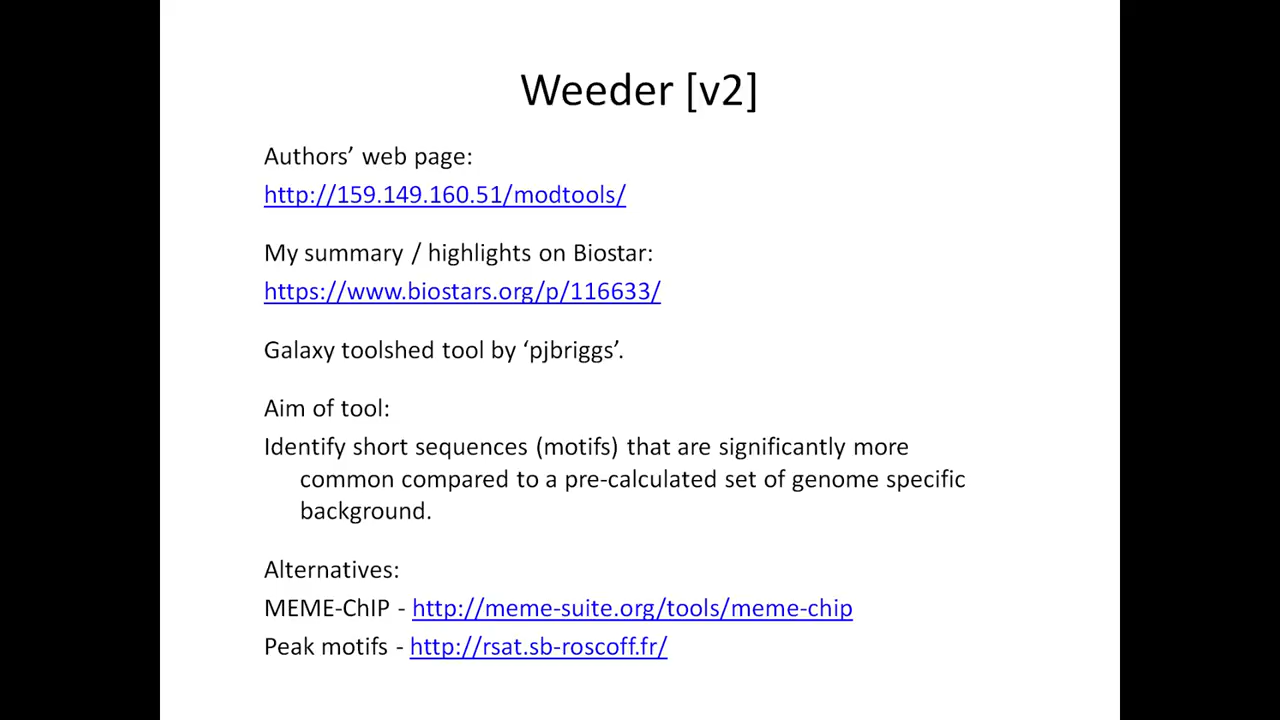 Weeder [v2]
Authors’ web page:
http://159.149.160.51/modtools/
My summary / highlights on Biostar:
https://www.biostars.org/p/116633/
Galaxy toolshed tool by ‘pjbriggs’.
Aim of tool:
Identify short sequences (motifs) that are significantly more
common compared to a pre-calculated set of genome specific
background.
Alternatives:
MEME-ChIP - http://meme-suite.org/tools/meme-chip
Peak motifs - http://rsat.sb-roscoff.fr/